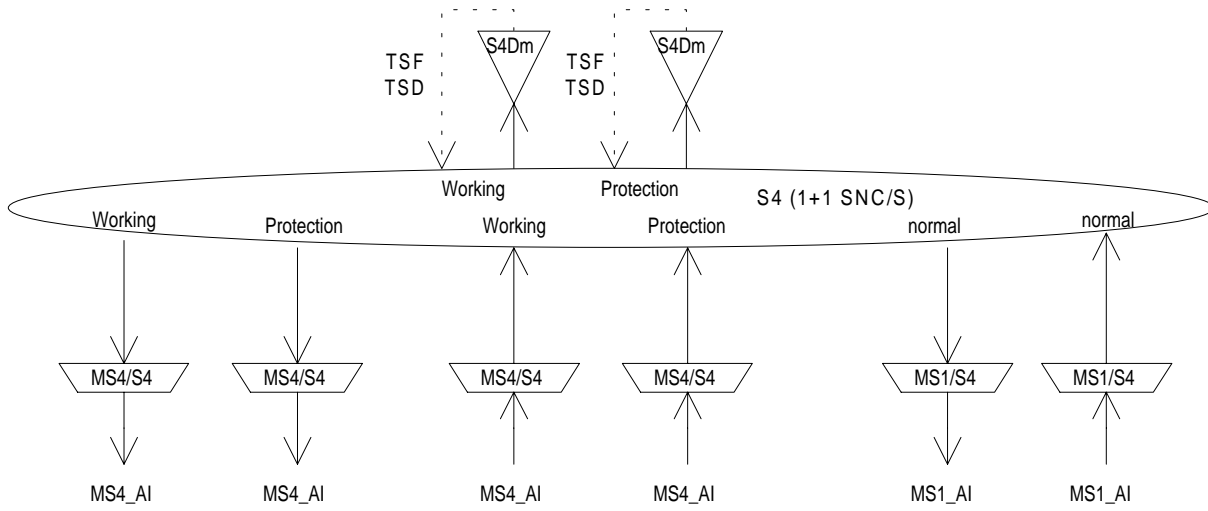 S4Dm S4Dm
TSF TSF
TSD TSD
Working Protection S4 (1+1 SNC/S)
Working Protection Working Protection normal normal
MS4/S4 MS4/S4 MS4/S4 MS4/S4 MS1/S4 MS1/S4
MS4_AI MS4_AI MS4_AI MS4_AI MS1_AI MS1_AI